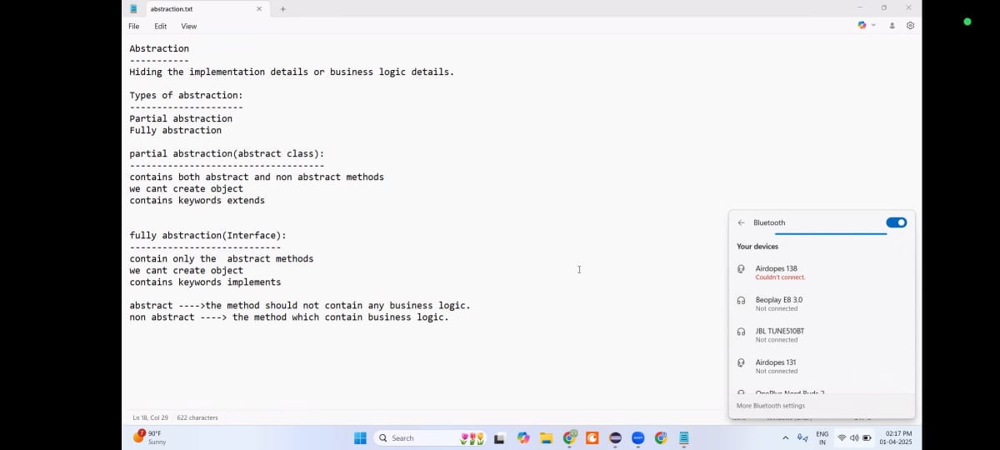 abstraction.txt
File Edit View
Abstraction
-----------
Hiding the implementation details or business logic details.
Types of abstraction:
---------------------
Partial abstraction
Fully abstraction
partial abstraction(abstract class):
------------------------------------
contains both abstract and non abstract methods
we cant create object
contains keywords extends
fully abstraction(Interface):
----------------------------
contain only the  abstract methods
we cant create object
contains keywords implements
abstract ---->the method should not contain any business logic.
non abstract ----> the method which contain business logic.
Bluetooth
Your devices
Airdopes 138
Couldn't connect.
Beoplay E8 3.0
Not connected
JBL TUNE510BT
Not connected
Airdopes 131
Not connected
More Bluetooth settings
Ln 18, Col 29 622 characters
90°F
Sunny
Search
ENG
IN
02:17 PM
01-04-2025